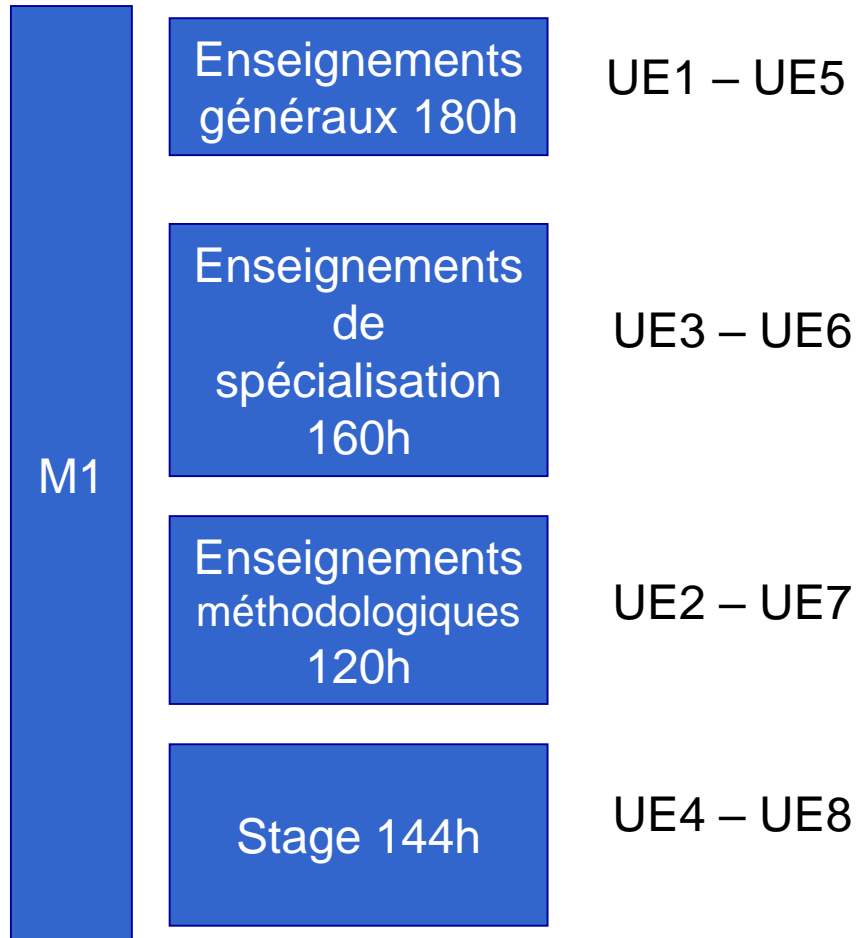 M1
Enseignements
généraux 180h
UE1 – UE5
Enseignements
de
spécialisation
160h
UE3 – UE6
Enseignements
méthodologiques
120h
UE2 – UE7
Stage 144h
UE4 – UE8